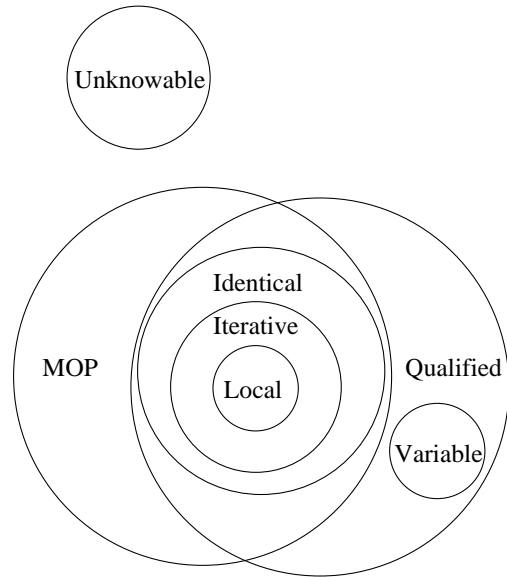 Unknowable
Identical
Iterative
MOP
Qualified
Local
Variable